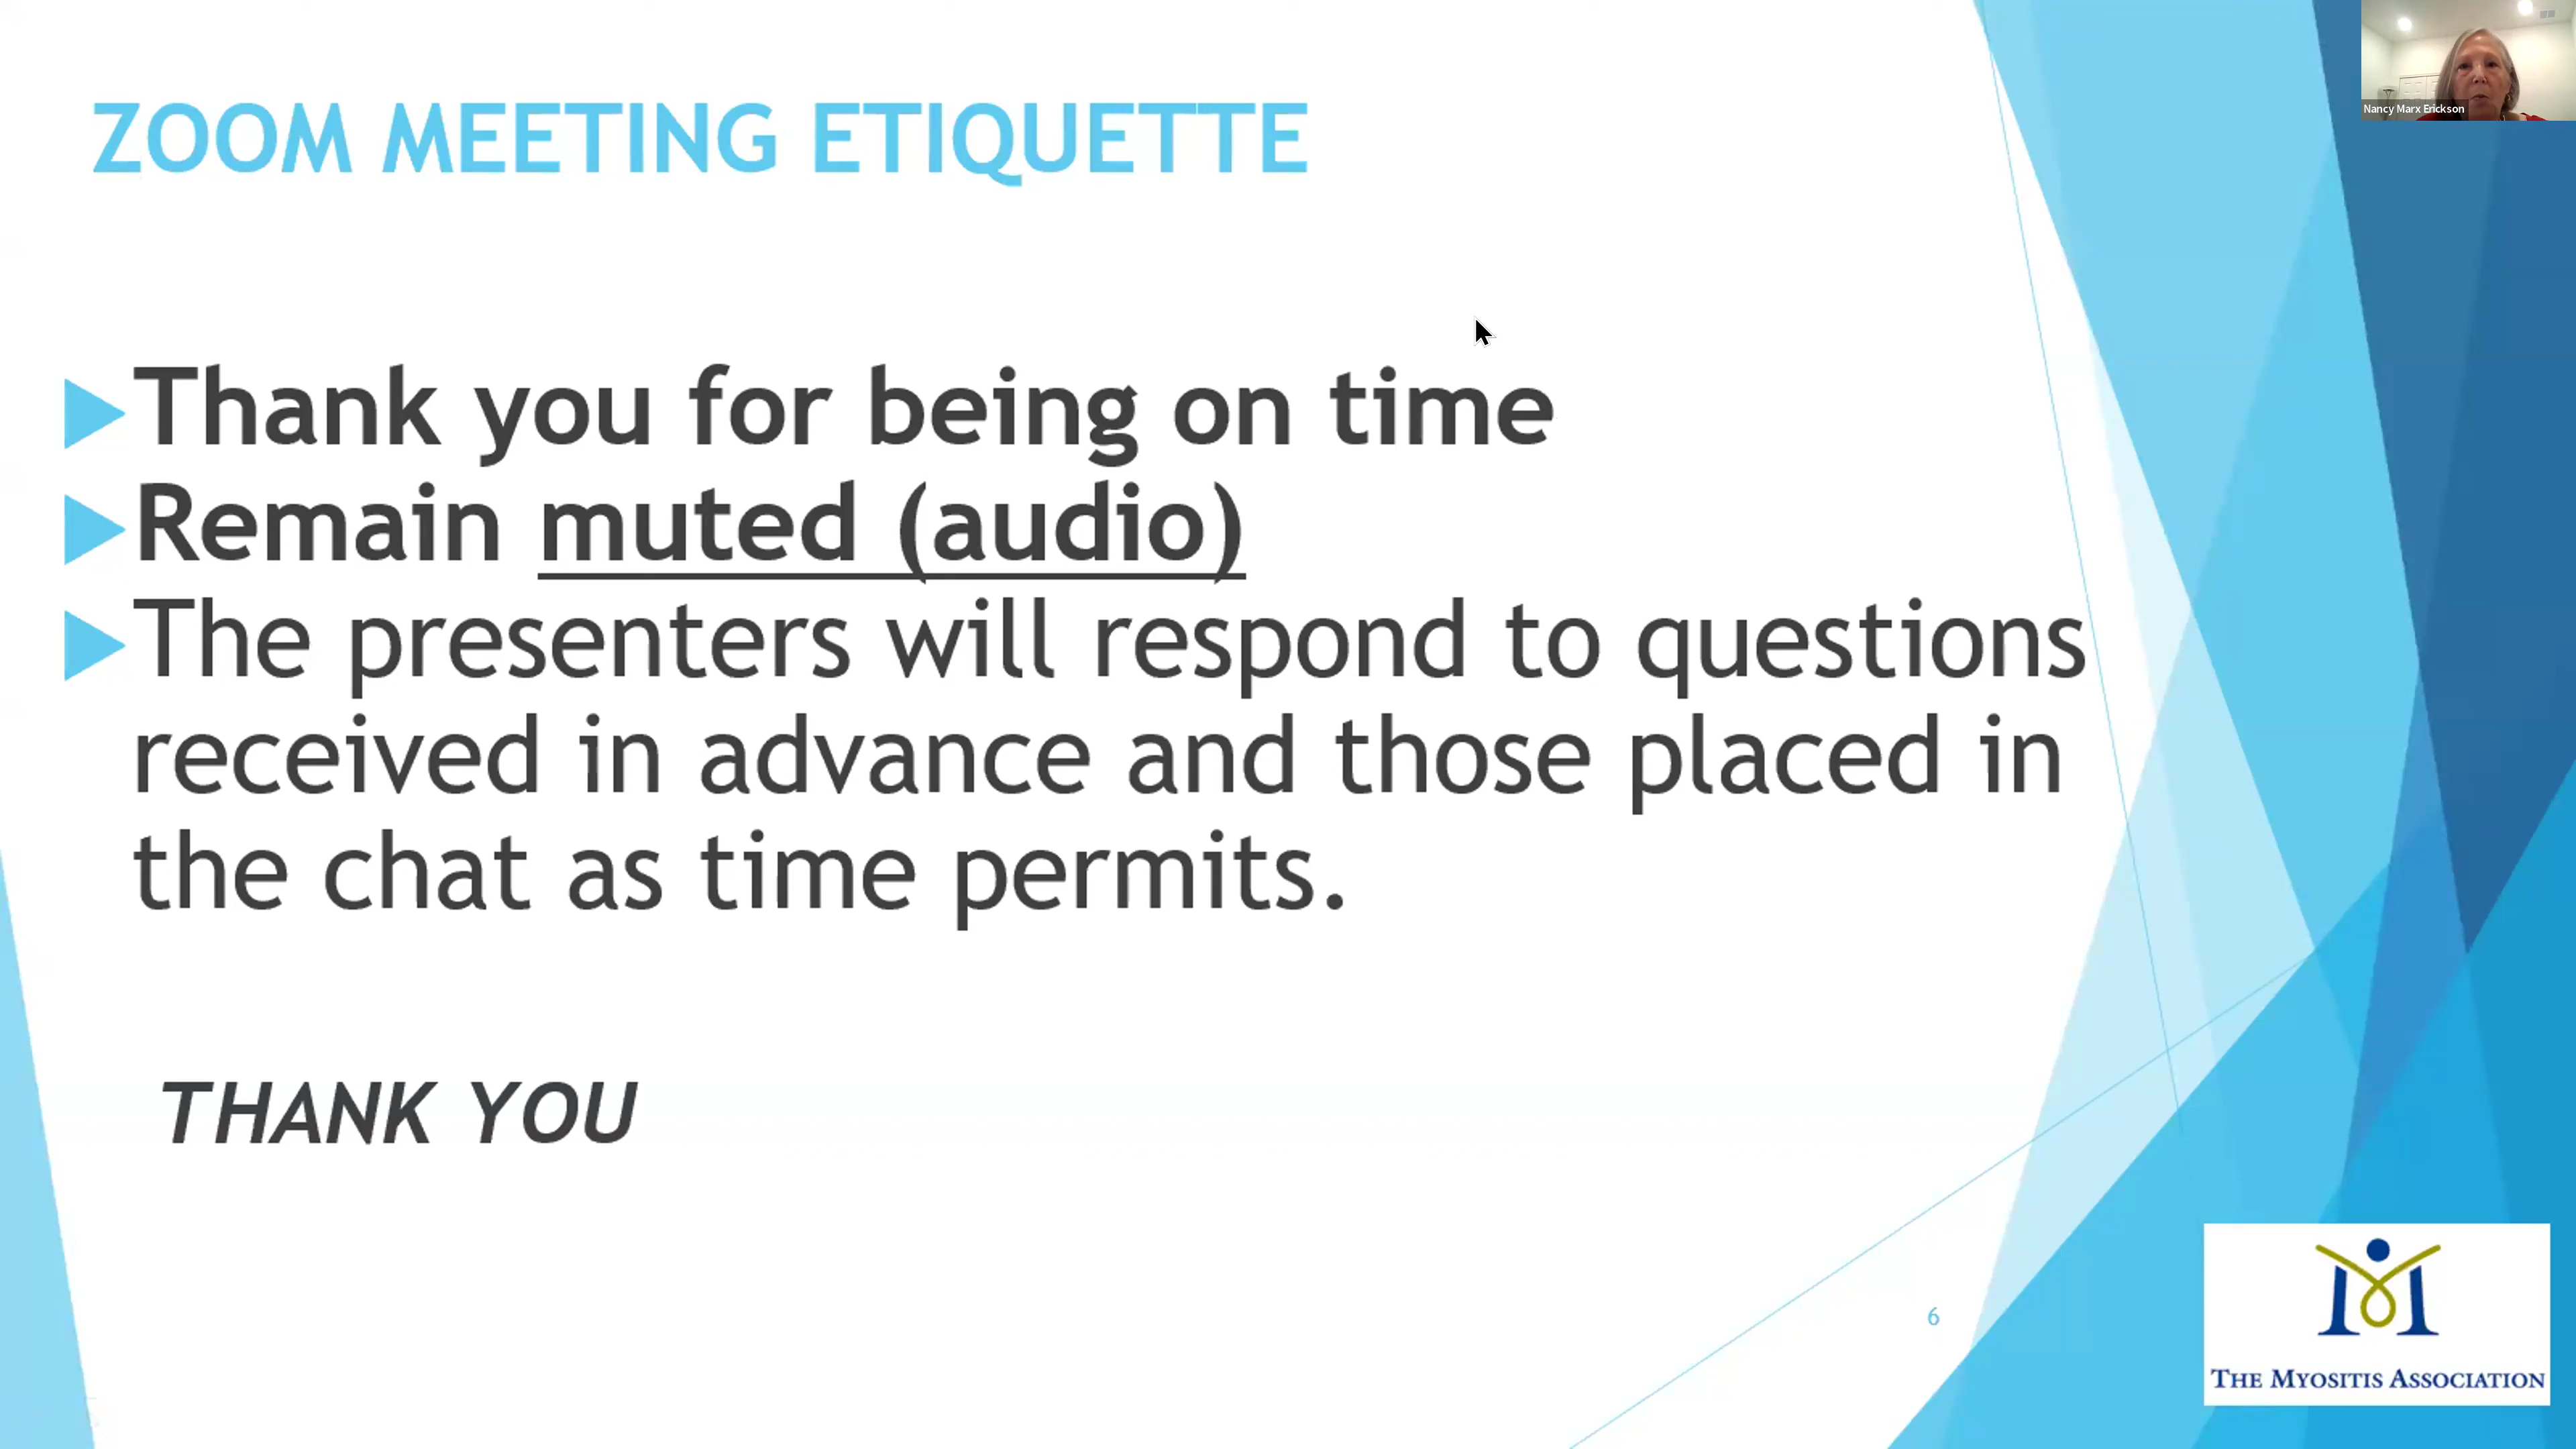 Nancy Marx Erickson
ZOOM MEETING ETIQUETTE
Thank you for being on time
Remain muted (audio)
The presenters will respond to questions
received in advance and those placed in
the chat as time permits.
THANK YOU
6
THE MYOSITIS ASSOCIATION